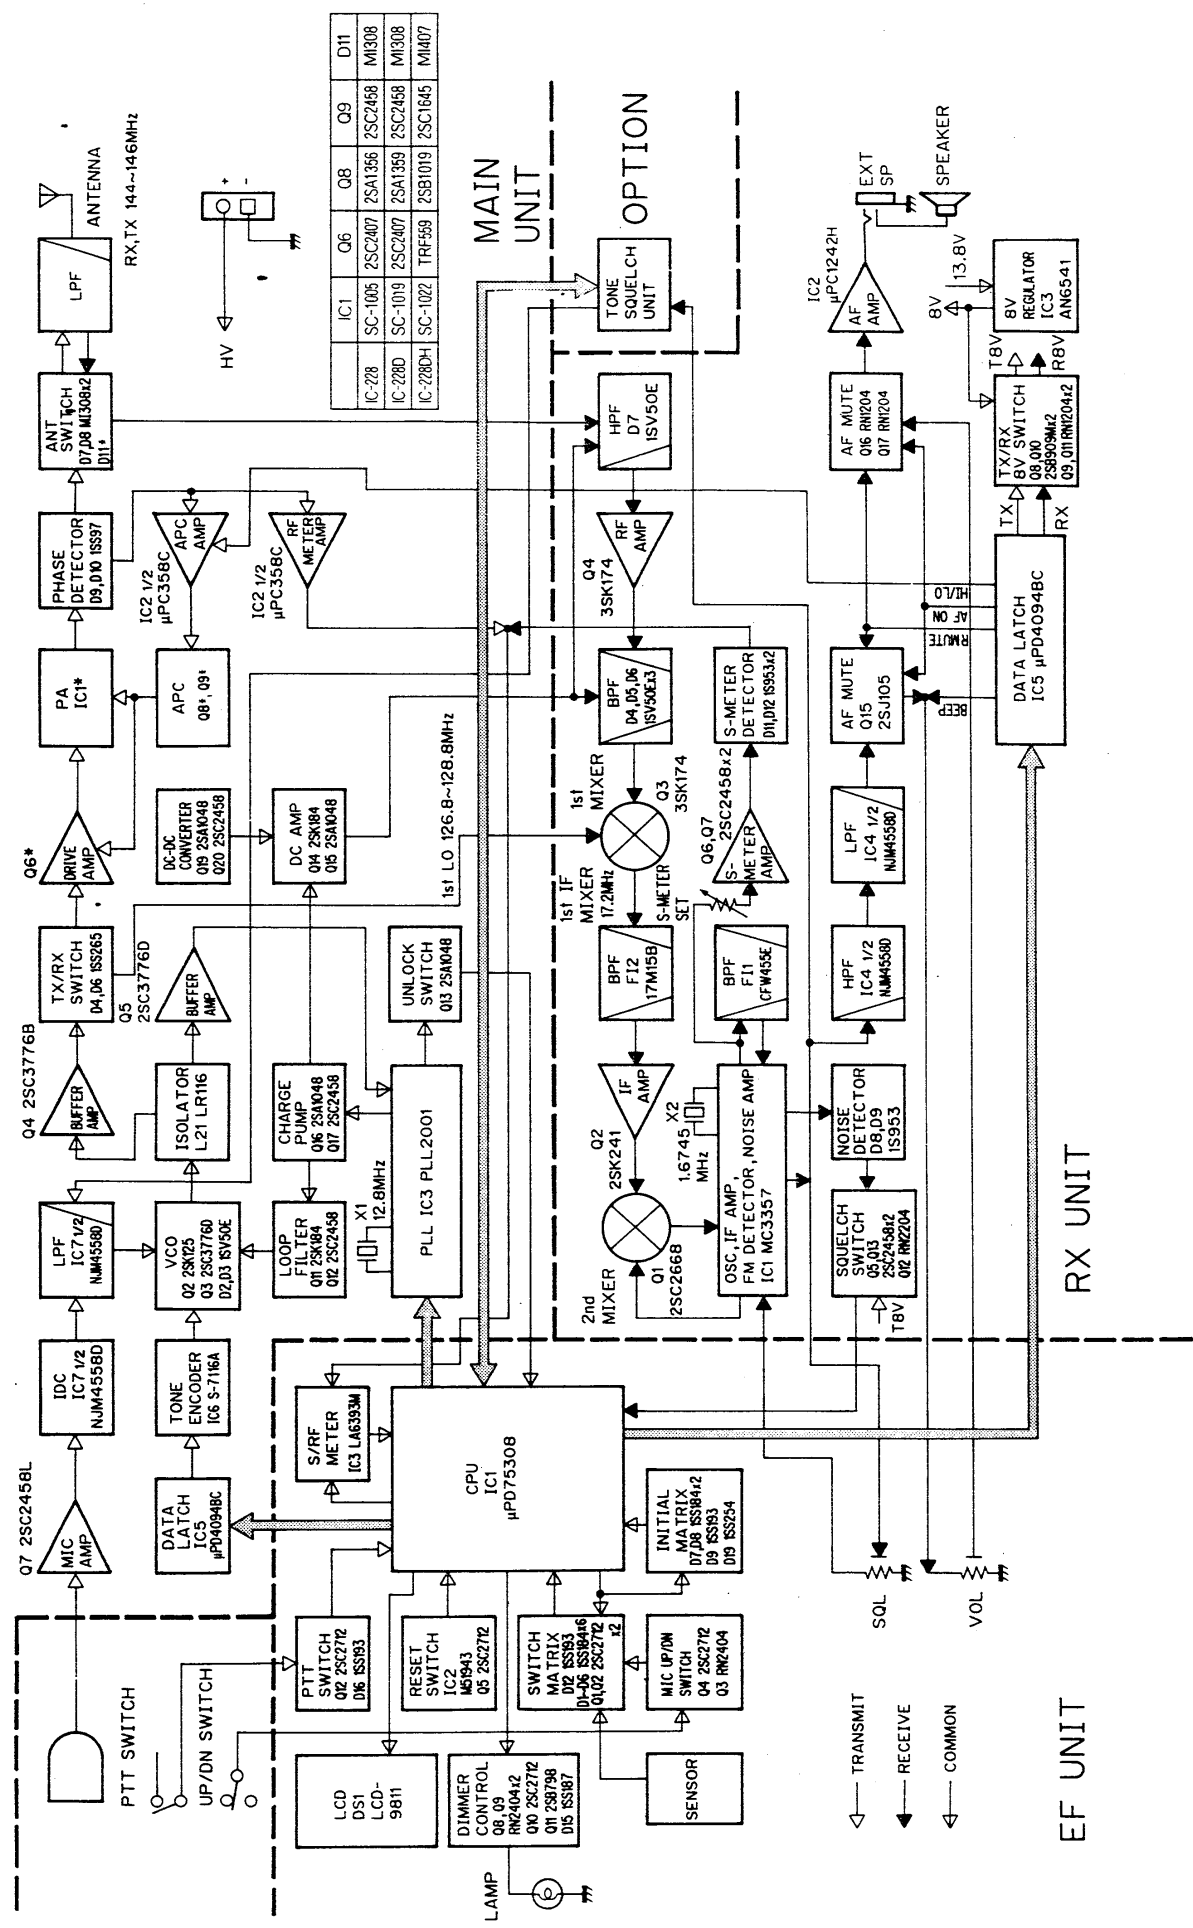 Q7 2SC2458L
MIC
AMP
IDC
IC7 1/2
NJM4558D
LPF
IC7 1/2
NJM4558D
Q4 2SC3776B
BUFFER
AMP
TX/RX
SWITCH
D4,D6 1SS265
Q6*
DRIVE
AMP
PA
IC1*
PHASE
DETECTOR
D9,D10 1SS97
ANT
SWITCH
D7,D8 MI308x2
D11*
LPF
ANTENNA
RX,TX 144~146MHz
DATA
LATCH
IC5
μPD4094BC
TONE
ENCODER
IC6 S-7116A
VCO
Q2 2SK125
Q3 2SC3776D
D2,D3 1SV50E
ISOLATOR
L21 LR116
Q5
2SC3776D
BUFFER
AMP
DC-DC
CONVERTER
Q19 2SA1048
Q20 2SC2458
APC
Q8*, Q9*
IC2 1/2
μPC358C
APC
AMP
IC2 1/2
μPC358C
RF
METER
AMP
HV
+
-
LOOP
FILTER
Q11 2SK184
Q12 2SC2458
CHARGE
PUMP
Q16 2SA1048
Q17 2SC2458
DC AMP
Q14 2SK184
Q15 2SA1048
X1
12.8MHz
PLL IC3 PLL2001
UNLOCK
SWITCH
Q13 2SA1048
1st LO 126.8~128.8MHz
IC1 Q6 Q8 Q9 D11
IC-228 SC-1005 2SC2407 2SA1356 2SC2458 MI308
IC-228D SC-1019 2SC2407 2SA1359 2SC2458 MI308
IC-228DH SC-1022 TRF559 2SB1019 2SC1645 MI407
MAIN
UNIT
OPTION
TONE
SQUELCH
UNIT
PTT SWITCH
UP/DN SWITCH
PTT
SWITCH
Q12 2SC2712
D16 1SS193
S/RF
METER
IC3 LA6393M
CPU
IC1
μPD75308
LCD
DS1
LCD-
9811
RESET
SWITCH
IC2
M51943
Q5 2SC2712
LAMP
DIMMER
CONTROL
Q8,Q9
RN2404x2
Q10 2SC2712
Q11 2SB798
D15 1SS187
SWITCH
MATRIX
D12 1SS193
D1~D6 1SS184x6
Q1,Q2 2SC2712
x2
INITIAL
MATRIX
D7,D8 1SS184x2
D9 1SS193
D19 1SS254
SENSOR
MIC UP/DN
SWITCH
Q4 2SC2712
Q3 RN2404
HPF
D7
1SV50E
Q4
3SK174
RF
AMP
BPF
D4,D5,D6
1SV50Ex3
1st
MIXER
Q3
3SK174
1st IF
MIXER
17.2MHz
BPF
FI2
17M15B
Q2
2SK241
IF
AMP
2nd
MIXER
Q1
2SC2668
S-METER
SET
Q6,Q7
2SC2458x2
S-
METER
AMP
S-METER
DETECTOR
D11,D12 1S953x2
BPF
FI1
CFW455E
X2
1.6745
MHz
OSC, IF AMP,
FM DETECTOR, NOISE AMP
IC1 MC3357
SQUELCH
SWITCH
Q5,Q13
2SC2458x2
Q12 RN2204
T8V
NOISE
DETECTOR
D8,D9
1S953
HPF
IC4 1/2
NJM4558D
LPF
IC4 1/2
NJM4558D
AF MUTE
Q15
2SJ105
AF MUTE
Q16 RN1204
Q17 RN1204
IC2
μPC1242H
AF
AMP
EXT
SP
SPEAKER
BEEP
RMUTE
AF ON
HI/LO
DATA LATCH
IC5 μPD4094BC
TX
RX
TX/RX
8V SWITCH
Q8,Q10
2SB909Mx2
Q9,Q11 RN1204x2
T8V
R8V
8V
13.8V
8V
REGULATOR
IC3
AN6541
SQL
VOL
TRANSMIT
RECEIVE
COMMON
EF UNIT
RX UNIT